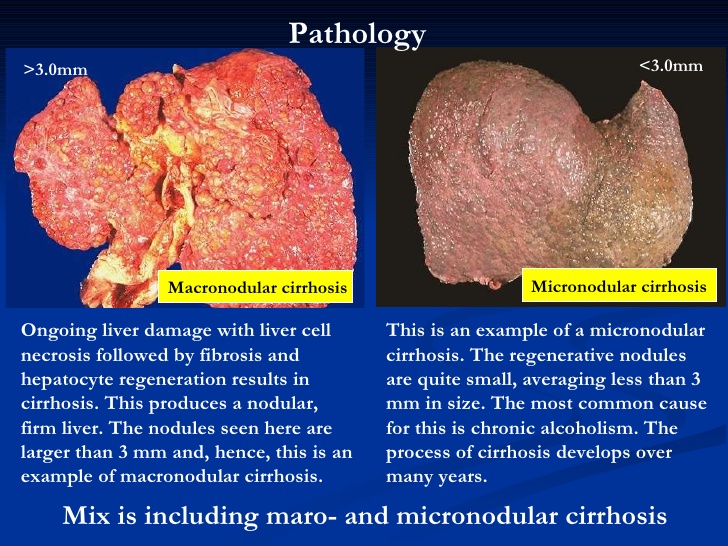 Pathology
>3.0mm
<3.0mm
Macronodular cirrhosis
Micronodular cirrhosis
Ongoing liver damage with liver cell
necrosis followed by fibrosis and
hepatocyte regeneration results in
cirrhosis. This produces a nodular,
firm liver. The nodules seen here are
larger than 3 mm and, hence, this is an
example of macronodular cirrhosis.
This is an example of a micronodular
cirrhosis. The regenerative nodules
are quite small, averaging less than 3
mm in size. The most common cause
for this is chronic alcoholism. The
process of cirrhosis develops over
many years.
Mix is including maro- and micronodular cirrhosis